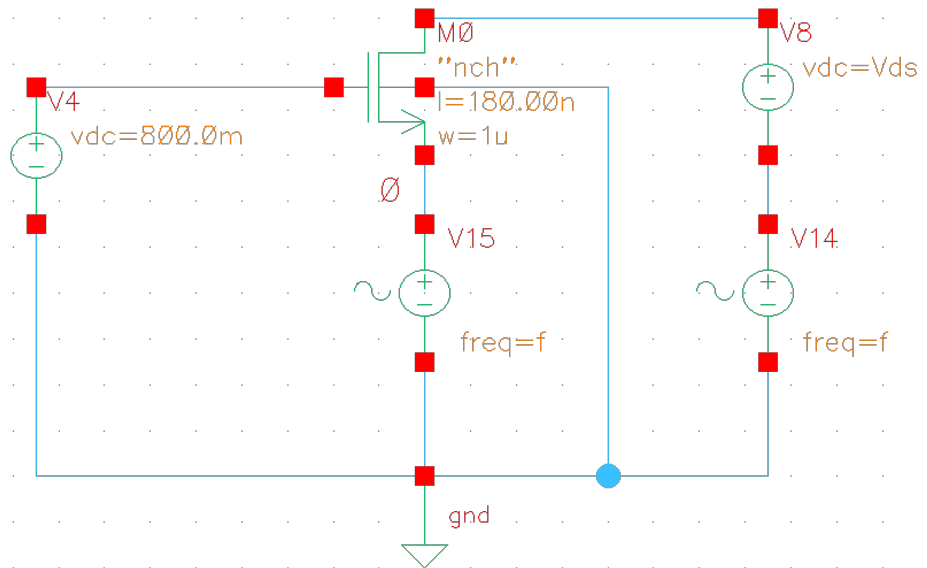 M0
V8
"nch"
vdc=Vds
V4
l=180.00n
vdc=800.0m
w=1u
0
V15
V14
freq=f
freq=f
gnd